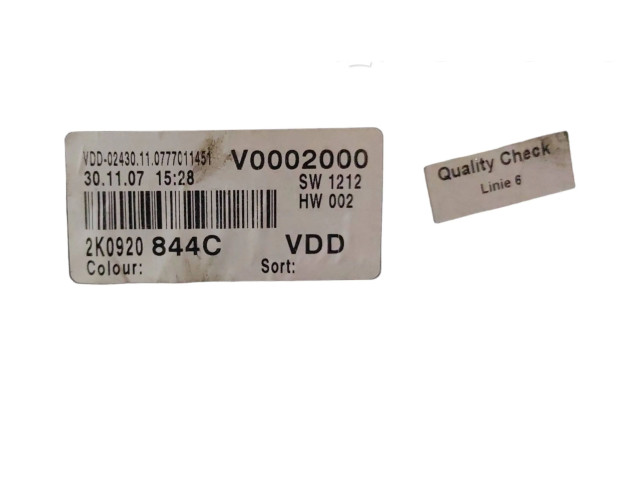 VDD-02430.11.0777011451 V0002000
30.11.07 15:28 SW 1212
HW 002
2K0920 844C VDD
Colour: Sort:
Quality Check
Linie 6